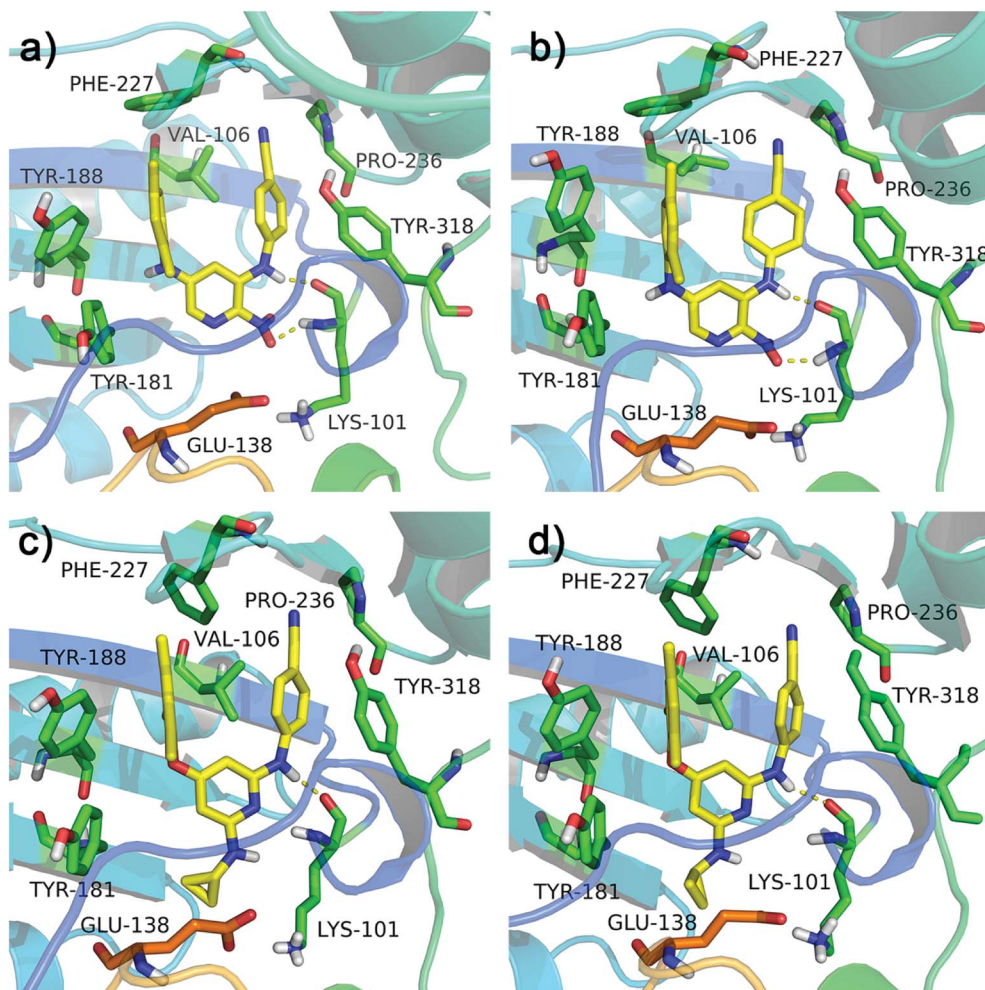 a)
PHE-227
VAL-106
TYR-188
PRO-236
TYR-318
TYR-181
LYS-101
GLU-138
b)
PHE-227
TYR-188
VAL-106
PRO-236
TYR-318
TYR-181
LYS-101
GLU-138
c)
PHE-227
PRO-236
VAL-106
TYR-188
TYR-318
TYR-181
GLU-138
LYS-101
d)
PHE-227
PRO-236
TYR-188
VAL-106
TYR-318
LYS-101
TYR-181
GLU-138